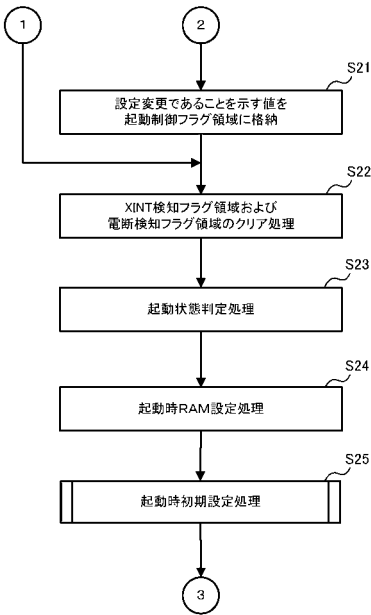 1
2
S21
設定変更であることを示す値を
起動制御フラグ領域に格納
S22
XINT検知フラグ領域および
電断検知フラグ領域のクリア処理
S23
起動状態判定処理
S24
起動時RAM設定処理
S25
起動時初期設定処理
3